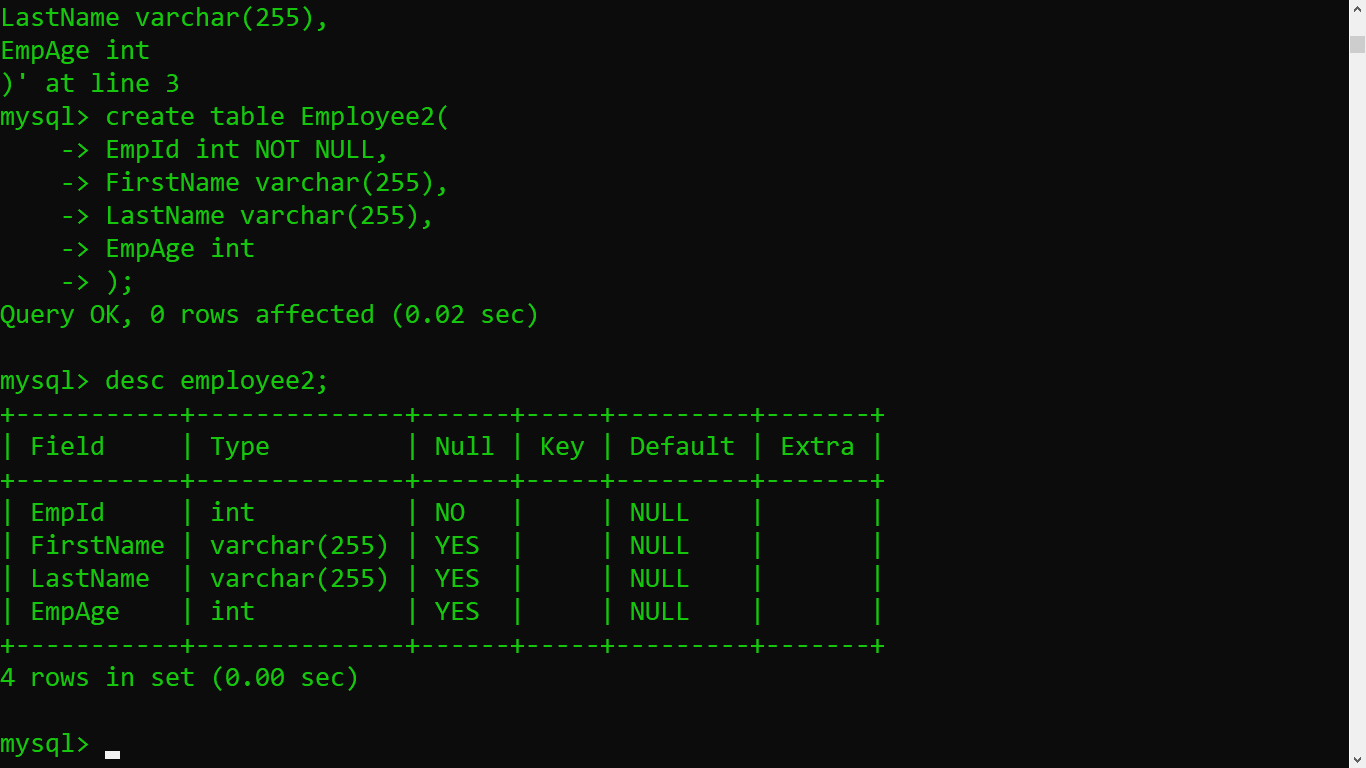 LastName varchar(255),
EmpAge int
)' at line 3
mysql> create table Employee2(
    -> EmpId int NOT NULL,
    -> FirstName varchar(255),
    -> LastName varchar(255),
    -> EmpAge int
    -> );
Query OK, 0 rows affected (0.02 sec)

mysql> desc employee2;
+-----------+--------------+------+-----+---------+-------+
| Field     | Type         | Null | Key | Default | Extra |
+-----------+--------------+------+-----+---------+-------+
| EmpId     | int          | NO   |     | NULL    |       |
| FirstName | varchar(255) | YES  |     | NULL    |       |
| LastName  | varchar(255) | YES  |     | NULL    |       |
| EmpAge    | int          | YES  |     | NULL    |       |
+-----------+--------------+------+-----+---------+-------+
4 rows in set (0.00 sec)

mysql>